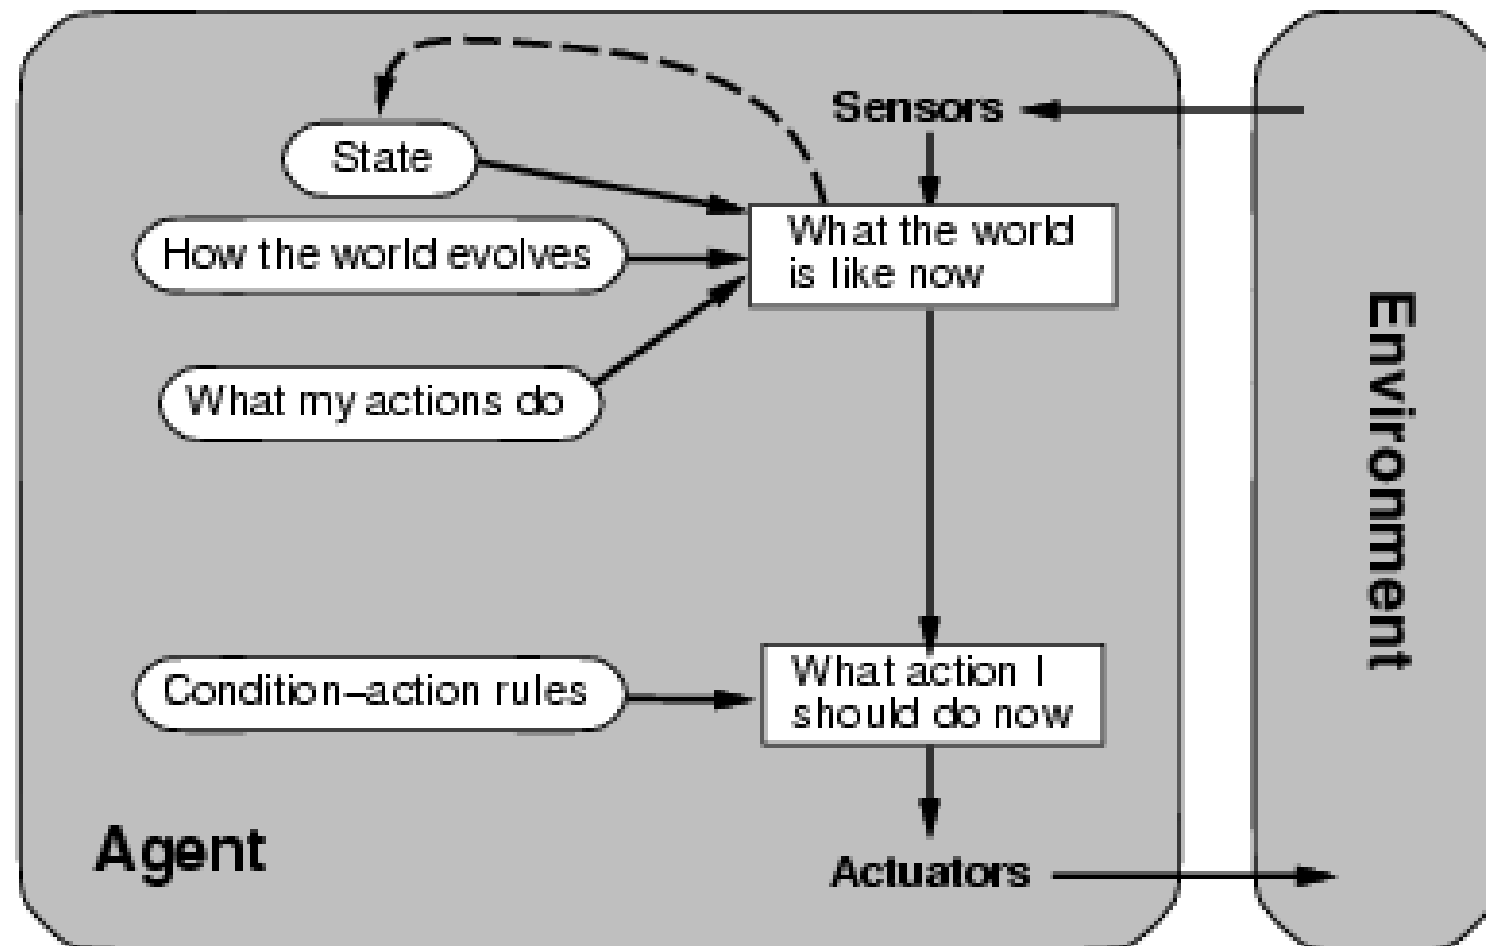 Sensors
State
What the world
is like now
How the world evolves
What my actions do
Environment
Condition–action rules
What action I
should do now
Agent
Actuators